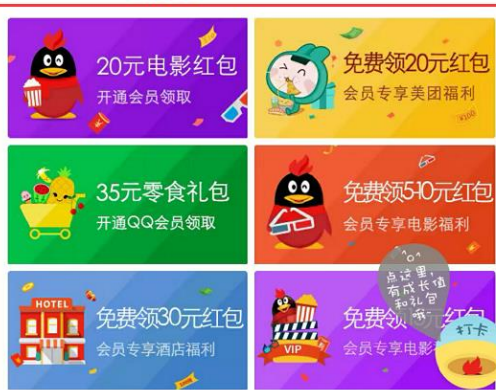 20元电影红包
开通会员领取
免费领20元红包
会员专享美团福利
¥100
35元零食礼包
开通QQ会员领取
免费领5-10元红包
会员专享电影福利
HOTEL
免费领30元红包
会员专享酒店福利
VIP
免费领
元红包
会员专享电影
点这里,
有成长值
和礼包
哦~
打卡